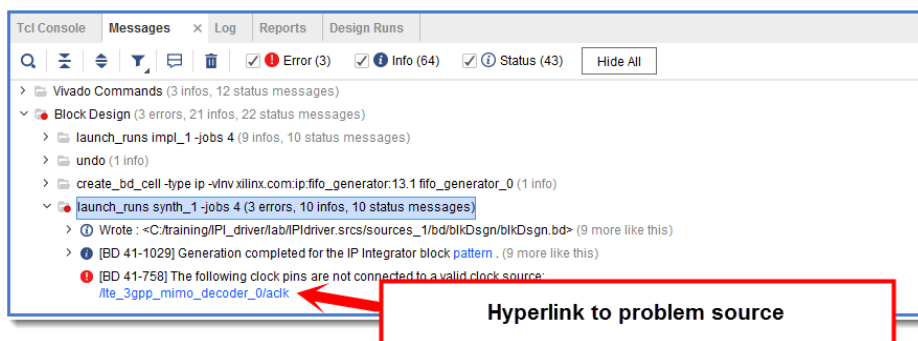 Tcl Console Messages × Log Reports Design Runs
Error (3) Info (64) Status (43) Hide All
Vivado Commands (3 infos, 12 status messages)
Block Design (3 errors, 21 infos, 22 status messages)
launch_runs impl_1 -jobs 4 (9 infos, 10 status messages)
undo (1 info)
create_bd_cell -type ip -vlnv xilinx.com:ip:fifo_generator:13.1 fifo_generator_0 (1 info)
launch_runs synth_1 -jobs 4 (3 errors, 10 infos, 10 status messages)
Wrote : <C:/training/IPI_driver/lab/IPIdriver.srcs/sources_1/bd/blkDsgn/blkDsgn.bd> (9 more like this)
[BD 41-1029] Generation completed for the IP Integrator block pattern . (9 more like this)
[BD 41-758] The following clock pins are not connected to a valid clock source:
/lte_3gpp_mimo_decoder_0/aclk
Hyperlink to problem source